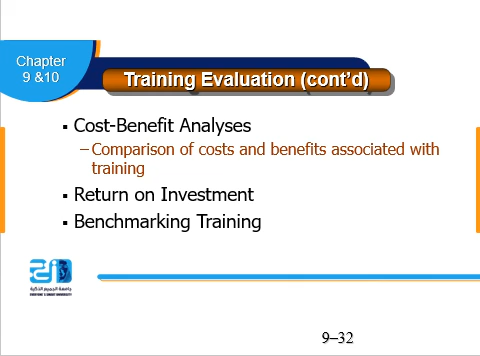 Chapter
9 &10
Training Evaluation (cont’d)
▪ Cost-Benefit Analyses
–Comparison of costs and benefits associated with
training
▪ Return on Investment
▪ Benchmarking Training
9–32